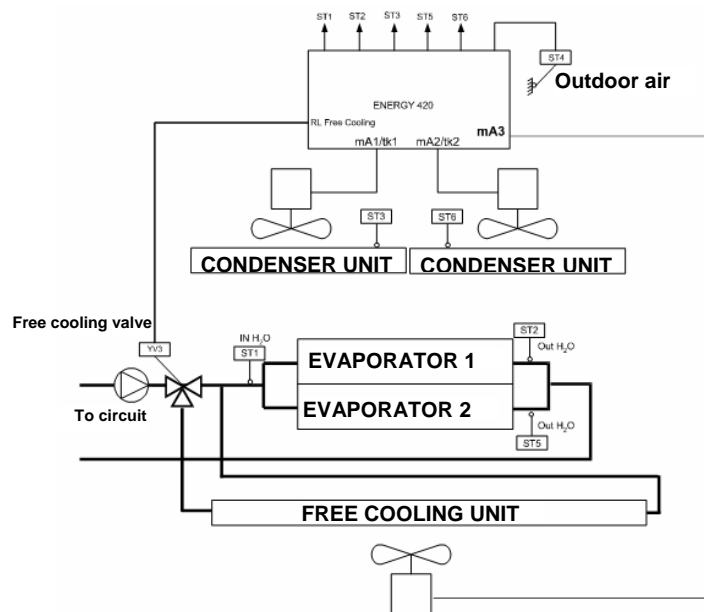 ST1 ST2 ST3 ST5 ST6
ST4
Outdoor air
ENERGY 420
RL Free Cooling
mA3
mA1/tk1 mA2/tk2
ST3 ST6
CONDENSER UNIT CONDENSER UNIT
Free cooling valve
YV3
IN H₂O
ST1
ST2
Out H₂O
EVAPORATOR 1
EVAPORATOR 2
To circuit
Out H₂O
ST5
FREE COOLING UNIT